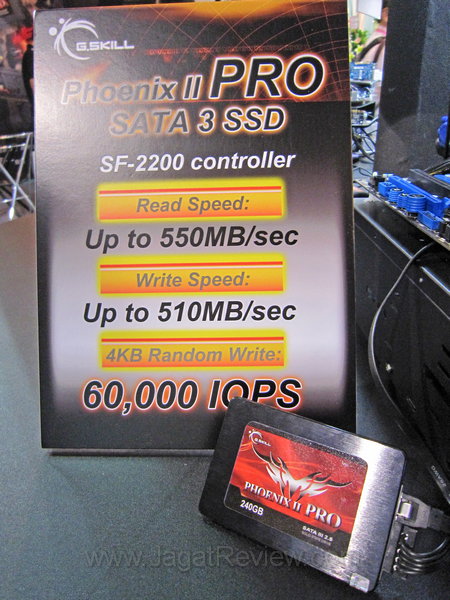 G.SKILL
Phoenix II PRO
SATA 3 SSD
SF-2200 controller
Read Speed:
Up to 550MB/sec
Write Speed:
Up to 510MB/sec
4KB Random Write:
60,000 IOPS
G.SKILL
PHOENIX II PRO
240GB
SATA III 2.5
www.JagatReview.com